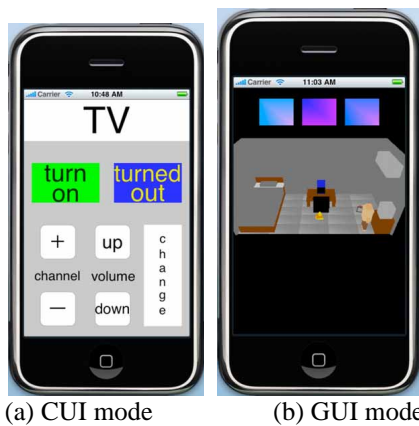 Carrier 10:48 AM
TV
turn on
turned out
+ up
channel volume
— down
change
Carrier 11:03 AM
(a) CUI mode (b) GUI mode